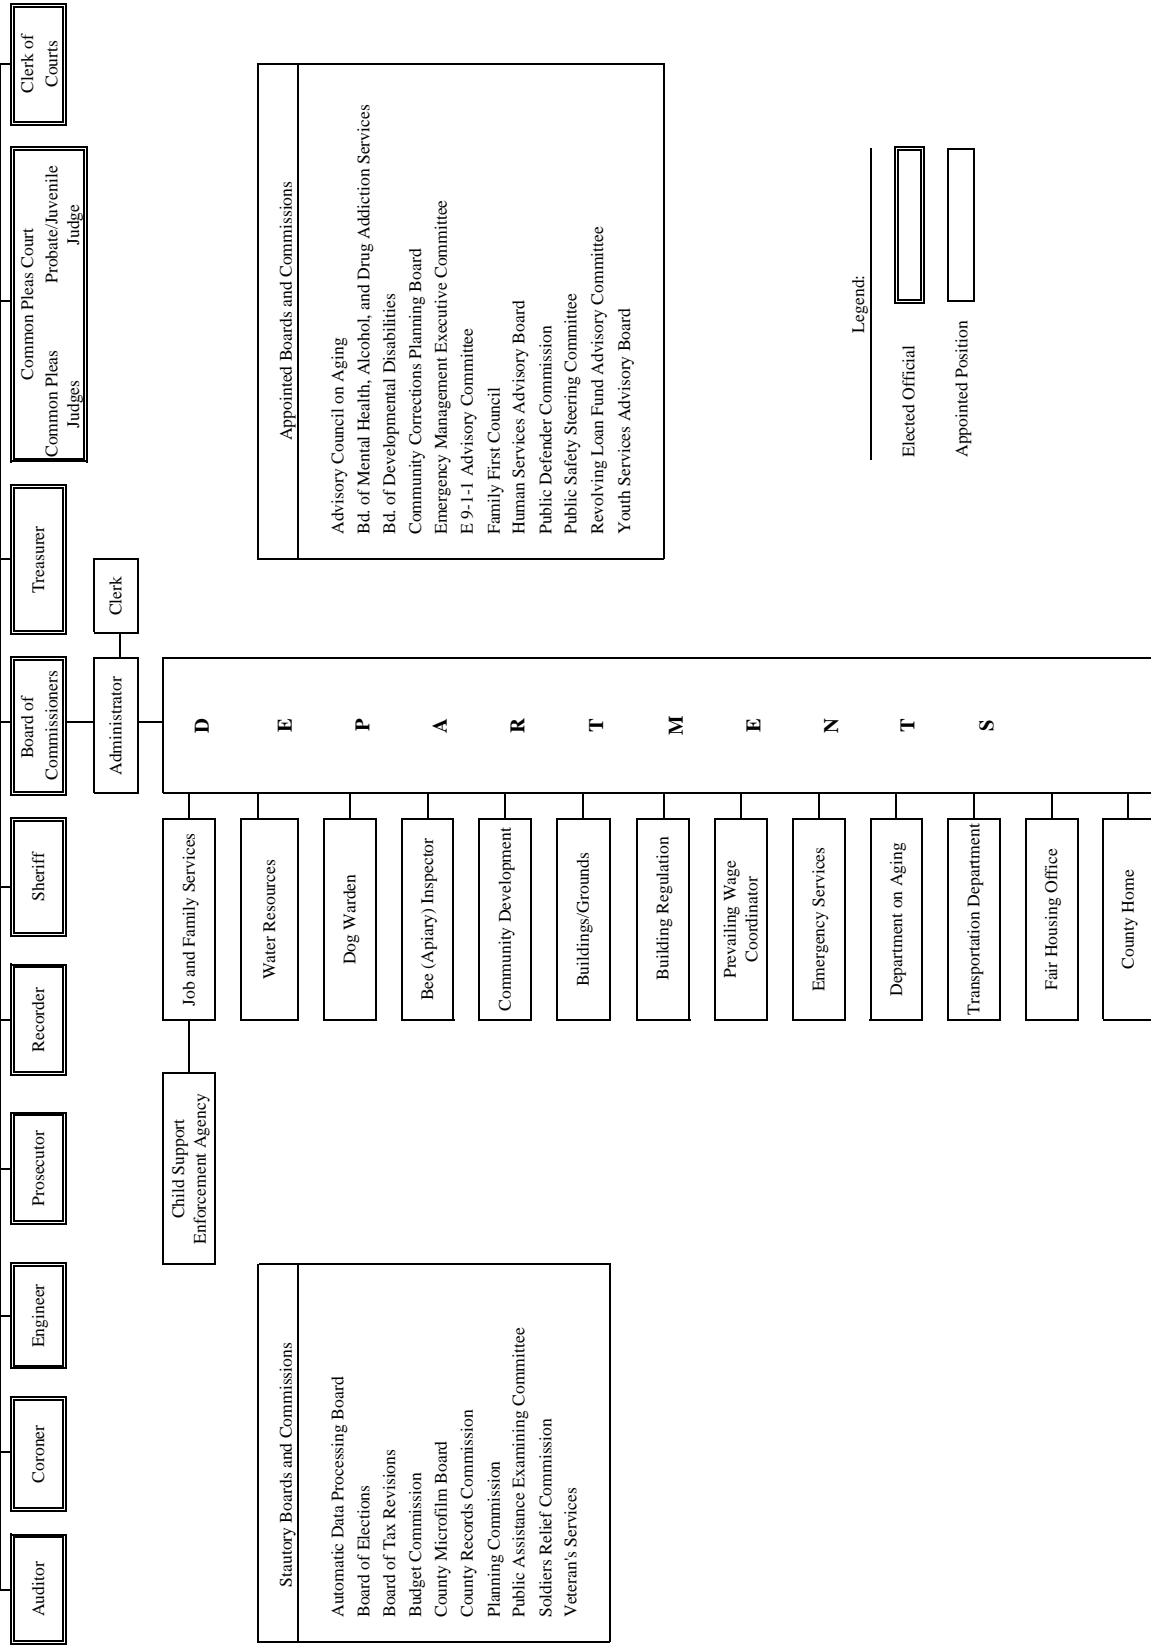 Auditor
Coroner
Engineer
Prosecutor
Recorder
Sheriff
Board of
Commissioners
Treasurer
Common Pleas Court
Common Pleas Probate/Juvenile
Judges Judge
Clerk of
Courts
Administrator
Clerk
Child Support
Enforcement Agency
Job and Family Services
Water Resources
Dog Warden
Bee (Apiary) Inspector
Community Development
Buildings/Grounds
Building Regulation
Prevailing Wage
Coordinator
Emergency Services
Department on Aging
Transportation Department
Fair Housing Office
County Home
D
E
P
A
R
T
M
E
N
T
S
Stautory Boards and Commissions
Automatic Data Processing Board
Board of Elections
Board of Tax Revisions
Budget Commission
County Microfilm Board
County Records Commission
Planning Commission
Public Assistance Examining Committee
Soldiers Relief Commission
Veteran's Services
Appointed Boards and Commissions
Advisory Council on Aging
Bd. of Mental Health, Alcohol, and Drug Addiction Services
Bd. of Developmental Disabilities
Community Corrections Planning Board
Emergency Management Executive Committee
E 9-1-1 Advisory Committee
Family First Council
Human Services Advisory Board
Public Defender Commission
Public Safety Steering Committee
Revolving Loan Fund Advisory Committee
Youth Services Advisory Board
Legend:
Elected Official
Appointed Position